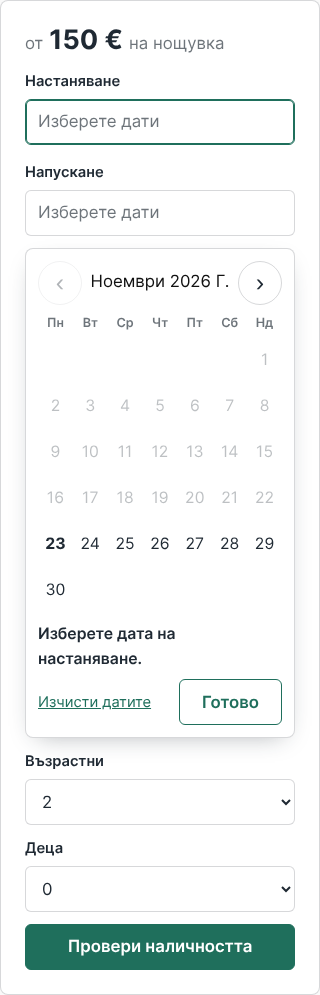 от 150 € на нощувка
Настаняване
Изберете дати
Напускане
Изберете дати
‹ Ноември 2026 Г. ›
Пн Вт Ср Чт Пт Сб Нд
1
2 3 4 5 6 7 8
9 10 11 12 13 14 15
16 17 18 19 20 21 22
23 24 25 26 27 28 29
30
Изберете дата на
настаняване.
Изчисти датите Готово
Възрастни
2
Деца
0
Провери наличността